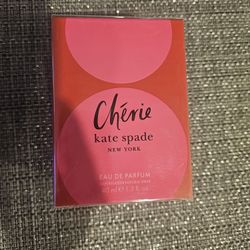 Chérie
kate spade
NEW YORK
EAU DE PARFUM